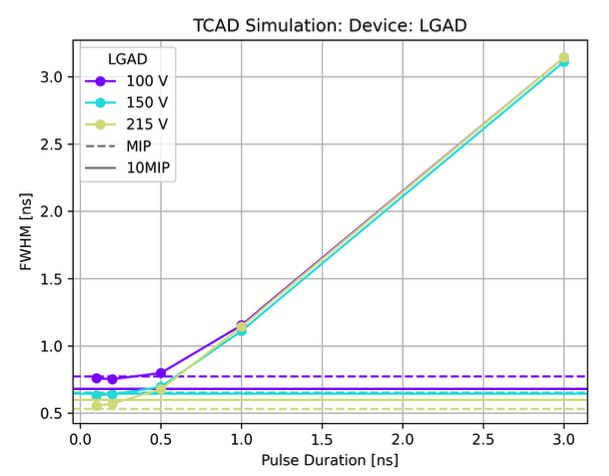 TCAD Simulation: Device: LGAD
LGAD
100 V
150 V
215 V
MIP
10MIP
3.0
2.5
2.0
1.5
1.0
0.5
FWHM [ns]
0.0 0.5 1.0 1.5 2.0 2.5 3.0
Pulse Duration [ns]